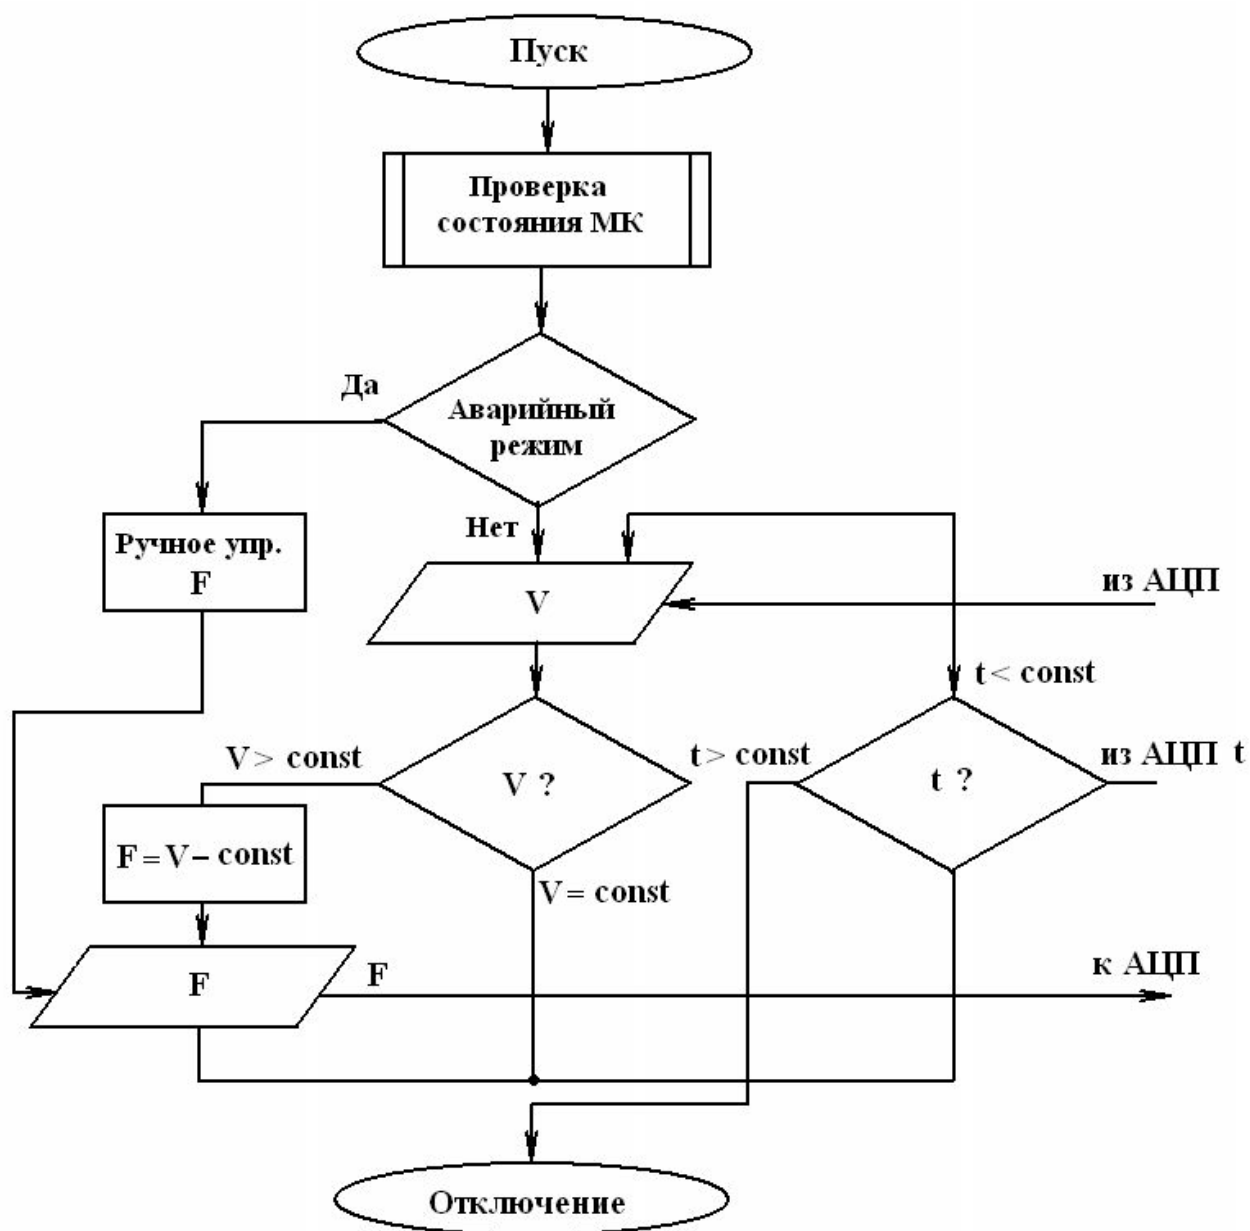 Пуск
Проверка
состояния МК
Да
Аварийный
режим
Нет
Ручное упр.
F
V
из АЦП
t < const
V > const
V ?
t > const
t ?
из АЦП t
F = V – const
V = const
F
F
к АЦП
Отключение